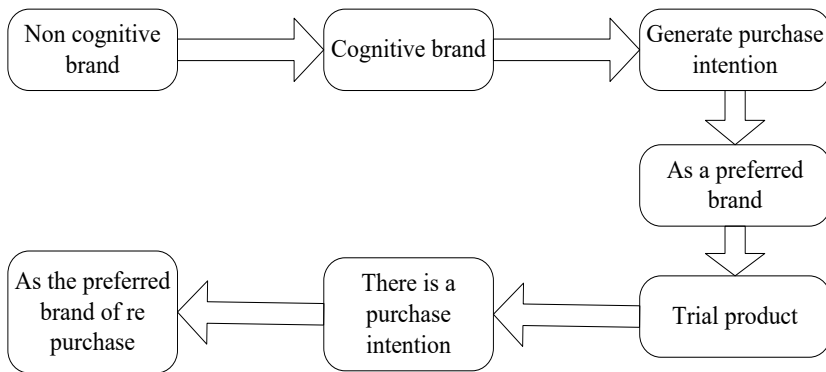 Non cognitive
brand
Cognitive brand
Generate purchase
intention
As a preferred
brand
Trial product
There is a
purchase
intention
As the preferred
brand of re
purchase